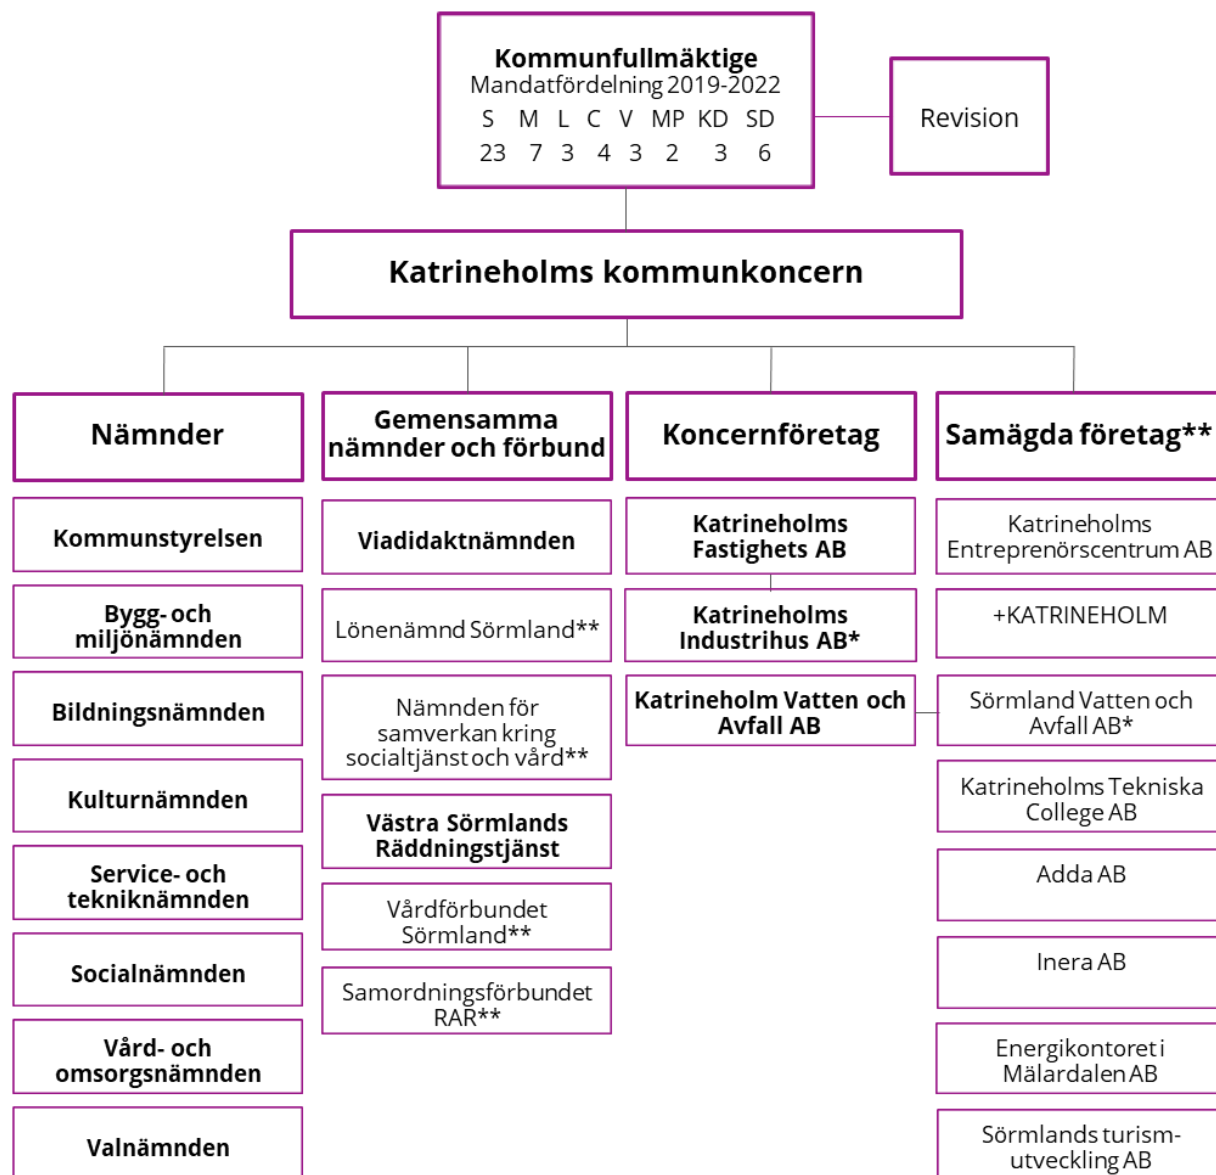 Kommunfullmäktige
Mandatfördelning 2019-2022
S M L C V MP KD SD
23 7 3 4 3 2 3 6
Revision
Katrineholms kommunkoncern
Nämnder
Kommunstyrelsen
Bygg- och
miljönämnden
Bildningsnämnden
Kulturnämnden
Service- och
tekniknämnden
Socialnämnden
Vård- och
omsorgsnämnden
Valnämnden
Gemensamma
nämnder och förbund
Viadidaktnämnden
Lönenämnd Sörmland**
Nämnden för
samverkan kring
socialtjänst och vård**
Västra Sörmlands
Räddningstjänst
Vårdförbundet
Sörmland**
Samordningsförbundet
RAR**
Koncernföretag
Katrineholms
Fastighets AB
Katrineholms
Industrihus AB*
Katrineholm Vatten och
Avfall AB
Samägda företag**
Katrineholms
Entreprenörscentrum AB
+KATRINEHOLM
Sörmland Vatten och
Avfall AB*
Katrineholms Tekniska
College AB
Adda AB
Inera AB
Energikontoret i
Mälardalen AB
Sörmlands turism-
utveckling AB